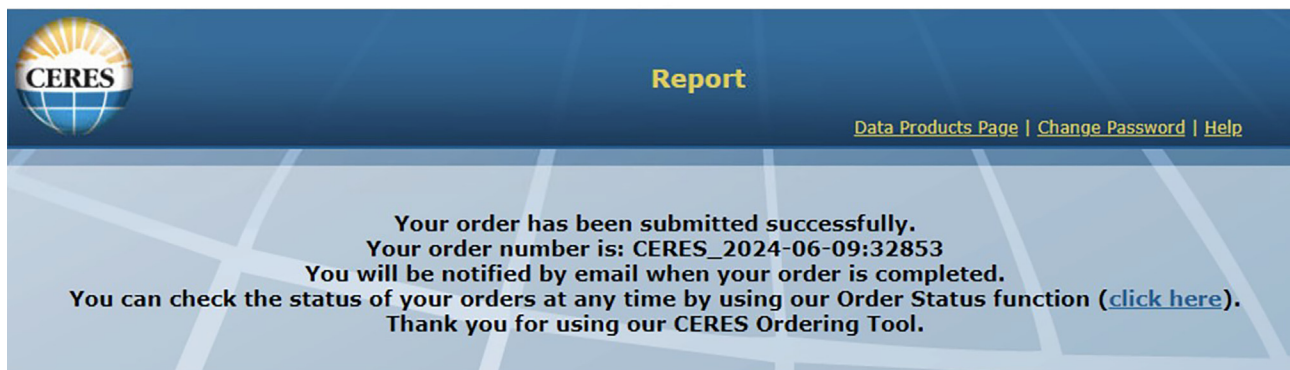 CERES
Report
Data Products Page | Change Password | Help
Your order has been submitted successfully.
Your order number is: CERES_2024-06-09:32853
You will be notified by email when your order is completed.
You can check the status of your orders at any time by using our Order Status function (click here).
Thank you for using our CERES Ordering Tool.